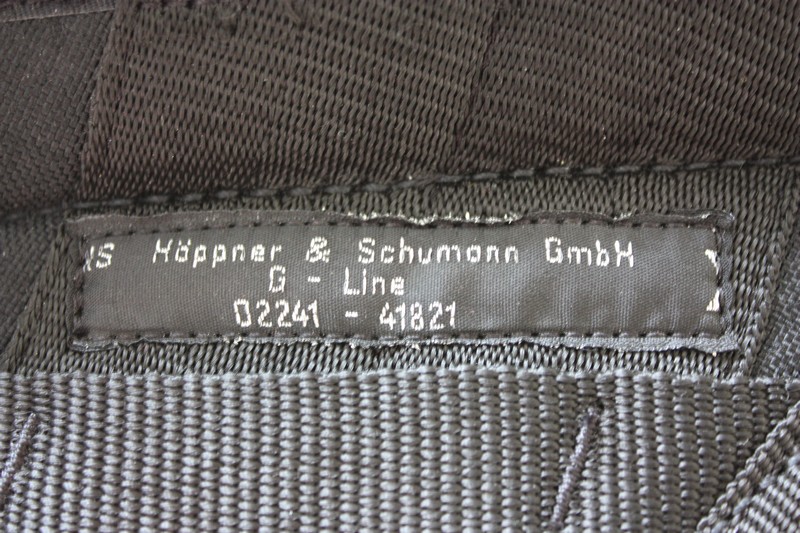 Höppner & Schumann GmbH
G - Line
02241 - 41821